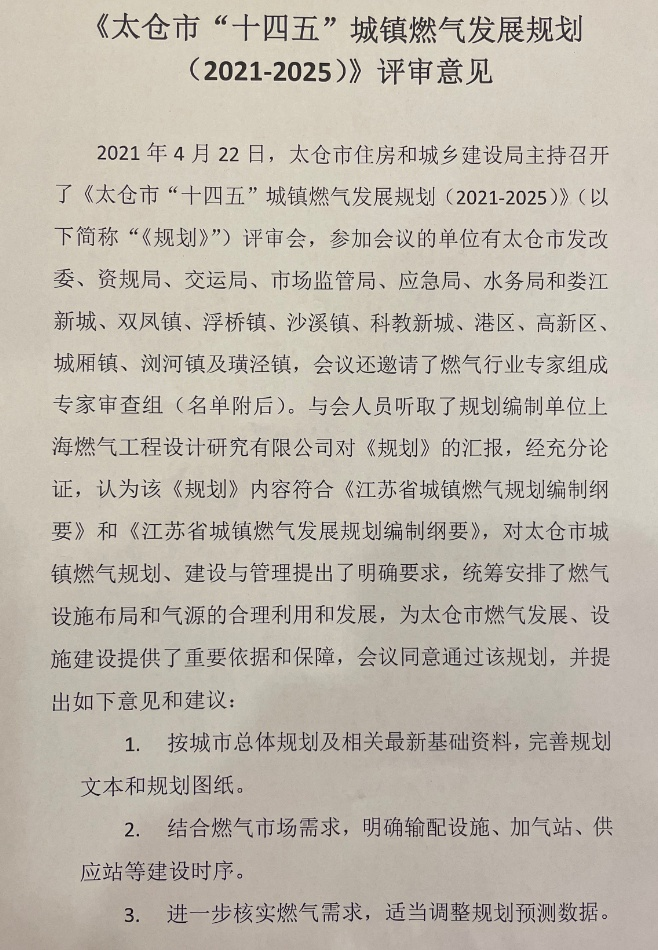 《太仓市“十四五”城镇燃气发展规划
（2021-2025）》评审意见
2021 年 4 月 22 日，太仓市住房和城乡建设局主持召开
了《太仓市“十四五”城镇燃气发展规划（2021-2025）》（以
下简称“《规划》”）评审会，参加会议的单位有太仓市发改
委、资规局、交运局、市场监管局、应急局、水务局和娄江
新城、双凤镇、浮桥镇、沙溪镇、科教新城、港区、高新区、
城厢镇、浏河镇及璜泾镇，会议还邀请了燃气行业专家组成
专家审查组（名单附后）。与会人员听取了规划编制单位上
海燃气工程设计研究有限公司对《规划》的汇报，经充分论
证，认为该《规划》内容符合《江苏省城镇燃气规划编制纲
要》和《江苏省城镇燃气发展规划编制纲要》，对太仓市城
镇燃气规划、建设与管理提出了明确要求，统筹安排了燃气
设施布局和气源的合理利用和发展，为太仓市燃气发展、设
施建设提供了重要依据和保障，会议同意通过该规划，并提
出如下意见和建议：
1. 按城市总体规划及相关最新基础资料，完善规划
文本和规划图纸。
2. 结合燃气市场需求，明确输配设施、加气站、供
应站等建设时序。
3. 进一步核实燃气需求，适当调整规划预测数据。